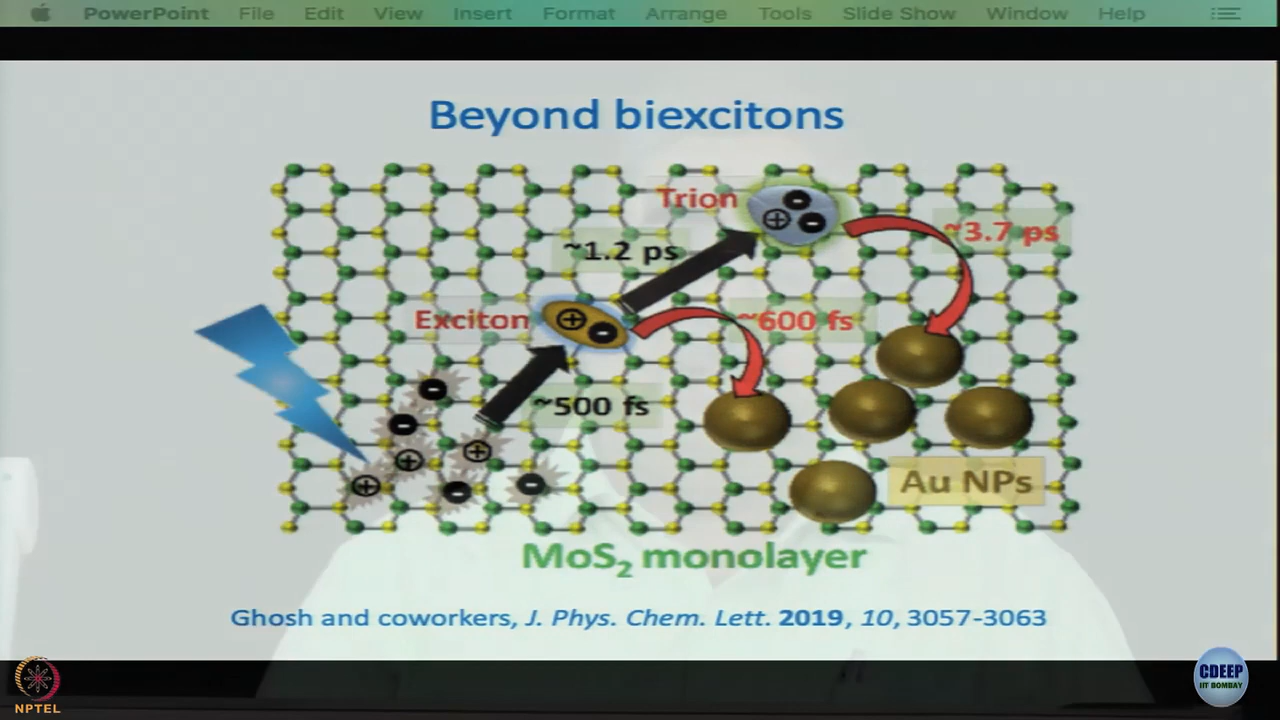 PowerPoint File Edit View Insert Format Arrange Tools Slide Show Window Help
Beyond biexcitons
Trion
~3.7 ps
~1.2 ps
Exciton
~600 fs
~500 fs
Au NPs
MoS₂ monolayer
Ghosh and coworkers, J. Phys. Chem. Lett. 2019, 10, 3057-3063
NPTEL
CDEEP
IIT BOMBAY